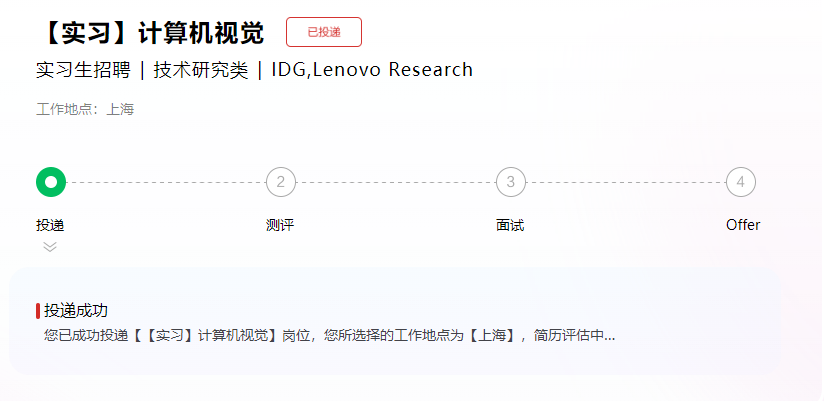 【实习】计算机视觉 已投递
实习生招聘 | 技术研究类 | IDG,Lenovo Research
工作地点：上海
2 3 4
投递 测评 面试 Offer
投递成功
您已成功投递【【实习】计算机视觉】岗位，您所选择的工作地点为【上海】，简历评估中...